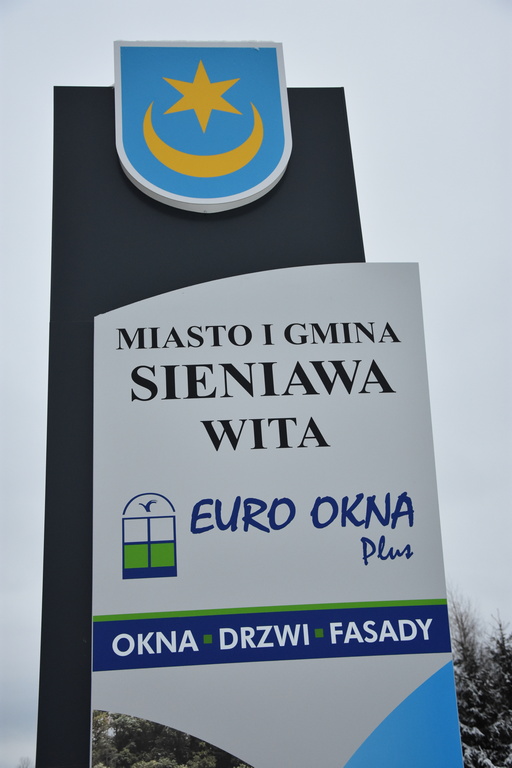 MIASTO I GMINA
SIENIAWA
WITA
EURO OKNA
Plus
OKNA ▪ DRZWI ▪ FASADY